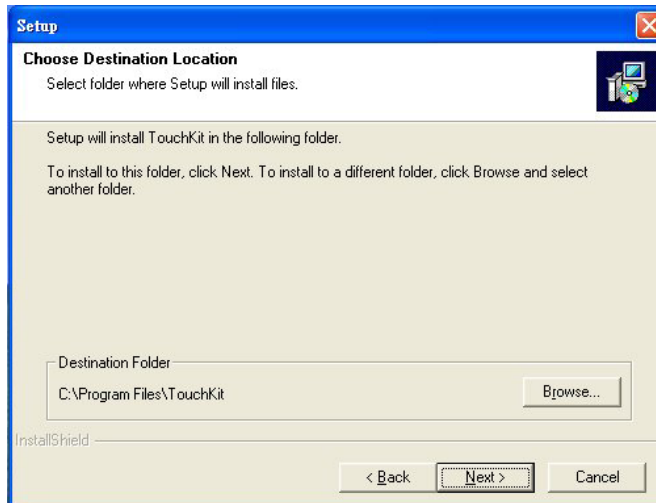 Setup
Choose Destination Location
Select folder where Setup will install files.
Setup will install TouchKit in the following folder.
To install to this folder, click Next. To install to a different folder, click Browse and select
another folder.
Destination Folder
C:\Program Files\TouchKit
Browse...
InstallShield
< Back
Next >
Cancel